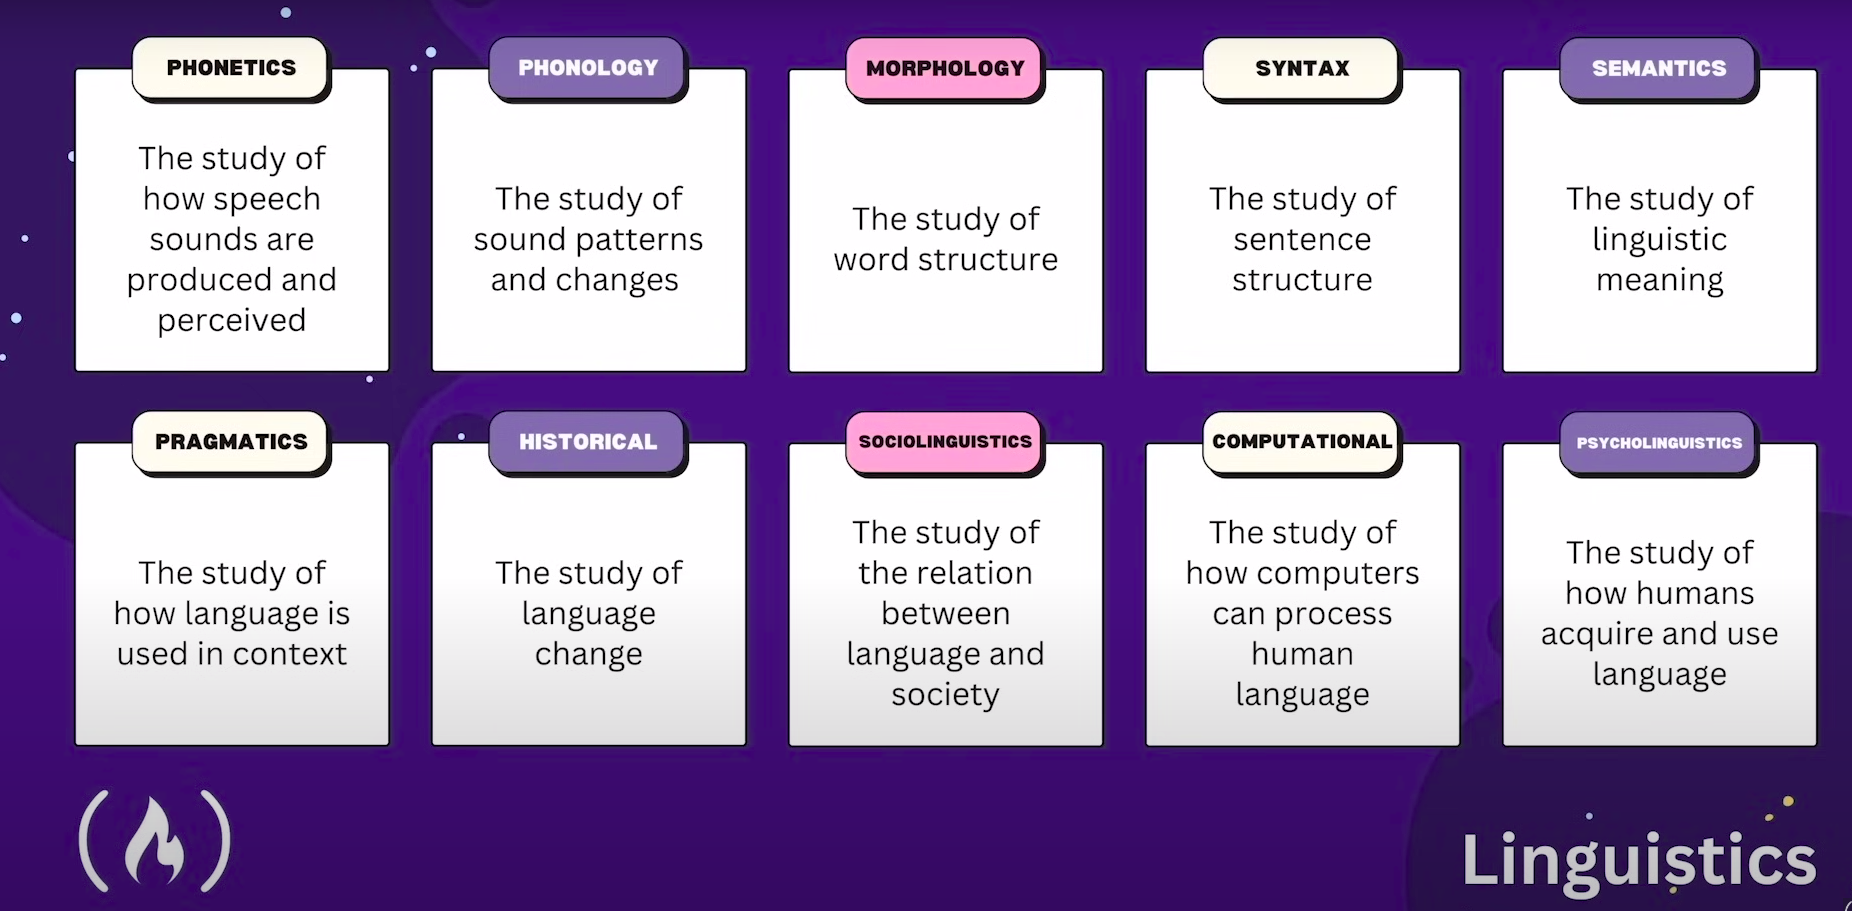 PHONETICS
The study of
how speech
sounds are
produced and
perceived
PHONOLOGY
The study of
sound patterns
and changes
MORPHOLOGY
The study of
word structure
SYNTAX
The study of
sentence
structure
SEMANTICS
The study of
linguistic
meaning
PRAGMATICS
The study of
how language is
used in context
HISTORICAL
The study of
language
change
SOCIOLINGUISTICS
The study of
the relation
between
language and
society
COMPUTATIONAL
The study of
how computers
can process
human
language
PSYCHOLINGUISTICS
The study of
how humans
acquire and use
language
Linguistics